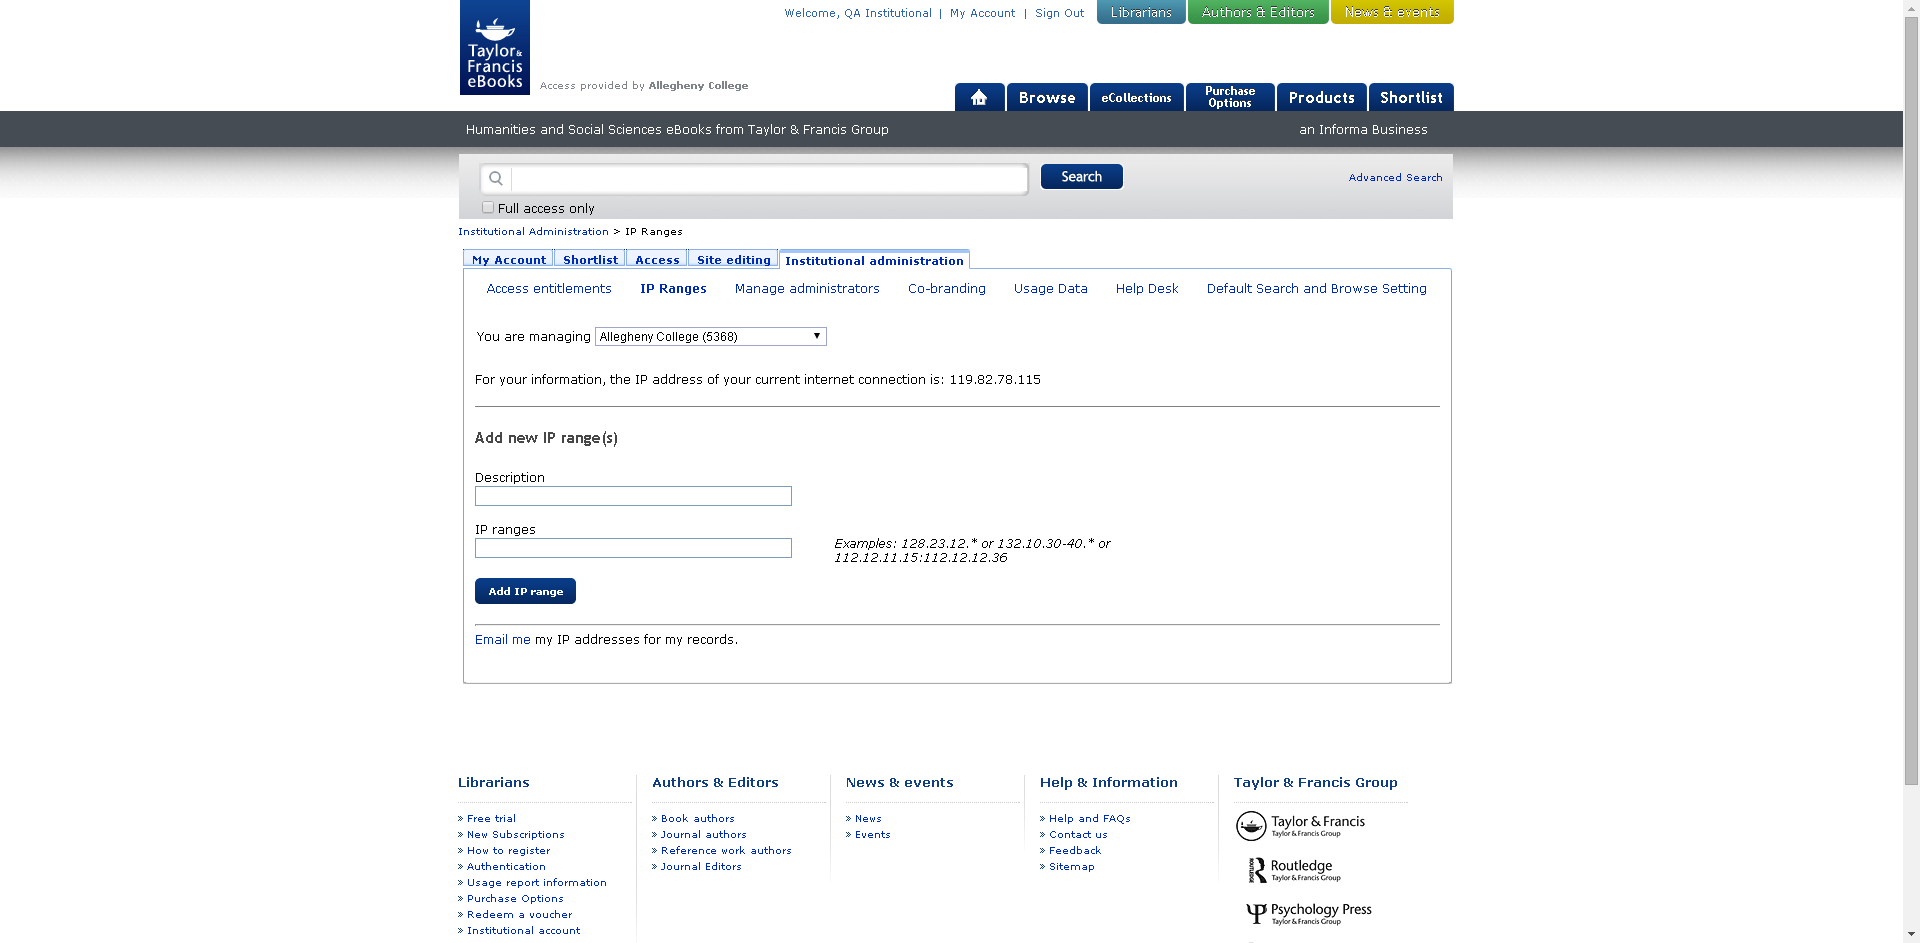 Welcome, QA Institutional | My Account | Sign Out
Librarians
Authors & Editors
News & events
Taylor &
Francis
eBooks
Access provided by Allegheny College
Browse
eCollections
Purchase
Options
Products
Shortlist
Humanities and Social Sciences eBooks from Taylor & Francis Group
an Informa Business
Search
Advanced Search
Full access only
Institutional Administration > IP Ranges
My Account
Shortlist
Access
Site editing
Institutional administration
Access entitlements
IP Ranges
Manage administrators
Co-branding
Usage Data
Help Desk
Default Search and Browse Setting
You are managing Allegheny College (5368)
For your information, the IP address of your current internet connection is: 119.82.78.115
Add new IP range(s)
Description
IP ranges
Examples: 128.23.12.* or 132.10.30-40.* or
112.12.11.15:112.12.12.36
Add IP range
Email me my IP addresses for my records.
Librarians
» Free trial
» New Subscriptions
» How to register
» Authentication
» Usage report information
» Purchase Options
» Redeem a voucher
» Institutional account
Authors & Editors
» Book authors
» Journal authors
» Reference work authors
» Journal Editors
News & events
» News
» Events
Help & Information
» Help and FAQs
» Contact us
» Feedback
» Sitemap
Taylor & Francis Group
Taylor & Francis
Taylor & Francis Group
ROUTLEDGE
Routledge
Taylor & Francis Group
Psychology Press
Taylor & Francis Group